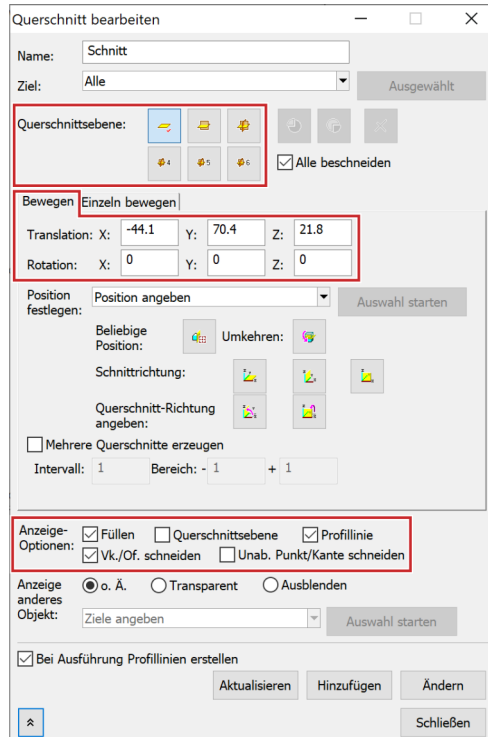 Querschnitt bearbeiten
Name: Schnitt
Ziel: Alle Ausgewählt
Querschnittsebene:
4 5 6 Alle beschneiden
Bewegen Einzeln bewegen
Translation: X: -44.1 Y: 70.4 Z: 21.8
Rotation: X: 0 Y: 0 Z: 0
Position festlegen: Position angeben Auswahl starten
Beliebige Position: Umkehren:
Schnittrichtung:
Querschnitt-Richtung angeben:
Mehrere Querschnitte erzeugen
Intervall: 1 Bereich: - 1 + 1
Anzeige-Optionen: Füllen Querschnittsebene Profillinie
Vk./Of. schneiden Unab. Punkt/Kante schneiden
Anzeige anderes Objekt: o. Ä. Transparent Ausblenden
Ziele angeben Auswahl starten
Bei Ausführung Profillinien erstellen
Aktualisieren Hinzufügen Ändern
Schließen